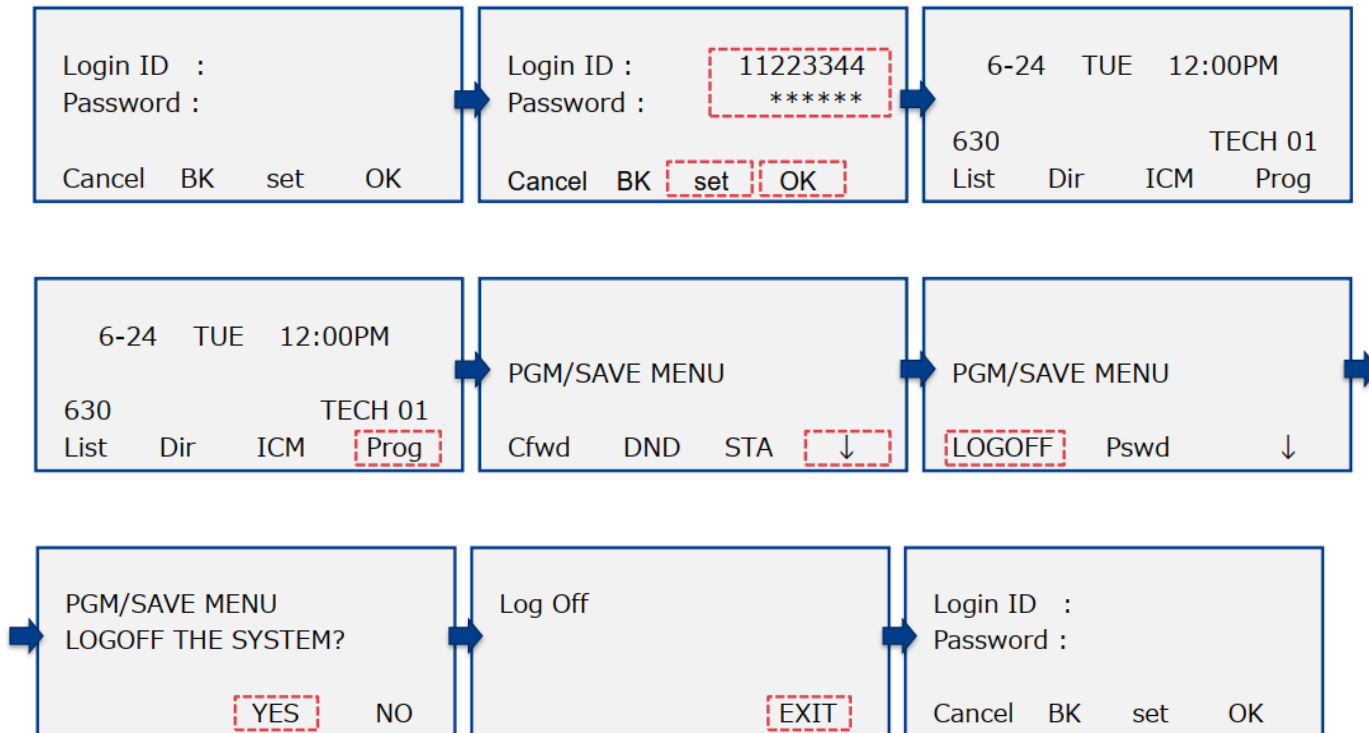 Login ID :
Password :
Cancel BK set OK
Login ID : 11223344
Password : ******
Cancel BK set OK
6-24 TUE 12:00PM
630 TECH 01
List Dir ICM Prog
6-24 TUE 12:00PM
630 TECH 01
List Dir ICM Prog
PGM/SAVE MENU
Cfwd DND STA ↓
PGM/SAVE MENU
LOGOFF Pswd ↓
PGM/SAVE MENU
LOGOFF THE SYSTEM?
YES NO
Log Off
EXIT
Login ID :
Password :
Cancel BK set OK